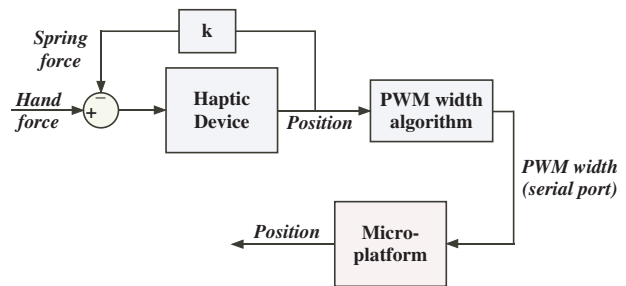 k
Spring
force
−
Hand
force
+
Haptic
Device
Position
PWM width
algorithm
PWM width
(serial port)
Micro-
platform
Position